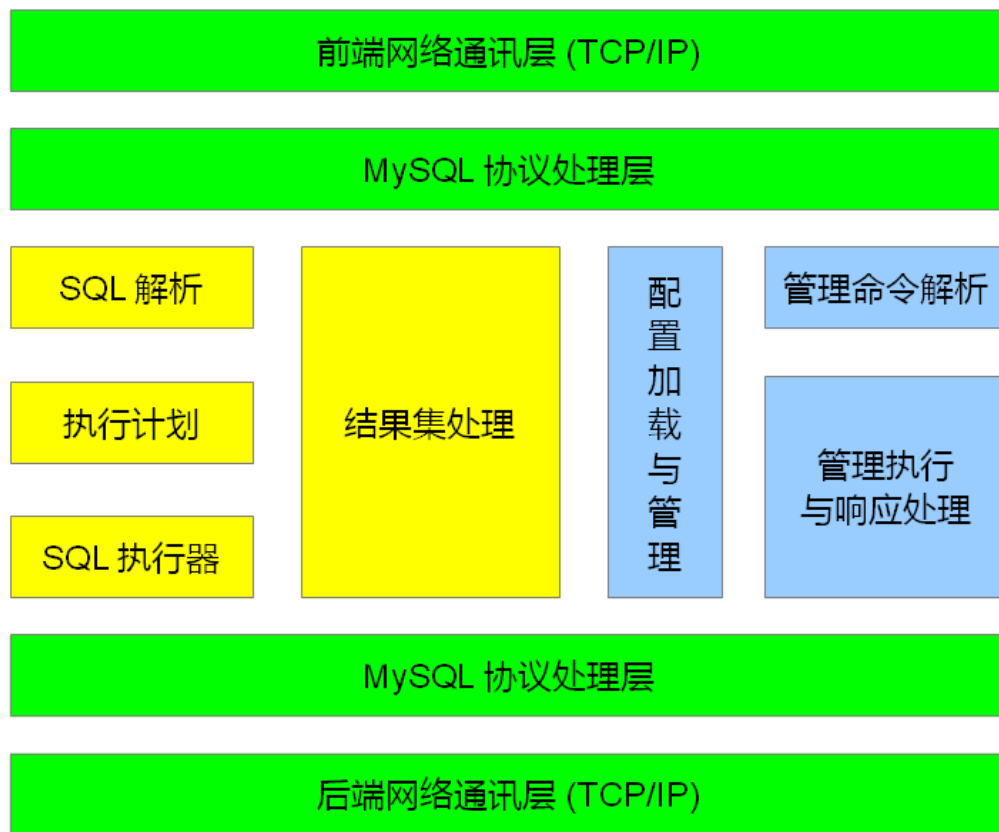 前端网络通讯层 (TCP/IP)
MySQL 协议处理层
SQL 解析
执行计划
SQL 执行器
结果集处理
配
置
加
载
与
管
理
管理命令解析
管理执行
与响应处理
MySQL 协议处理层
后端网络通讯层 (TCP/IP)